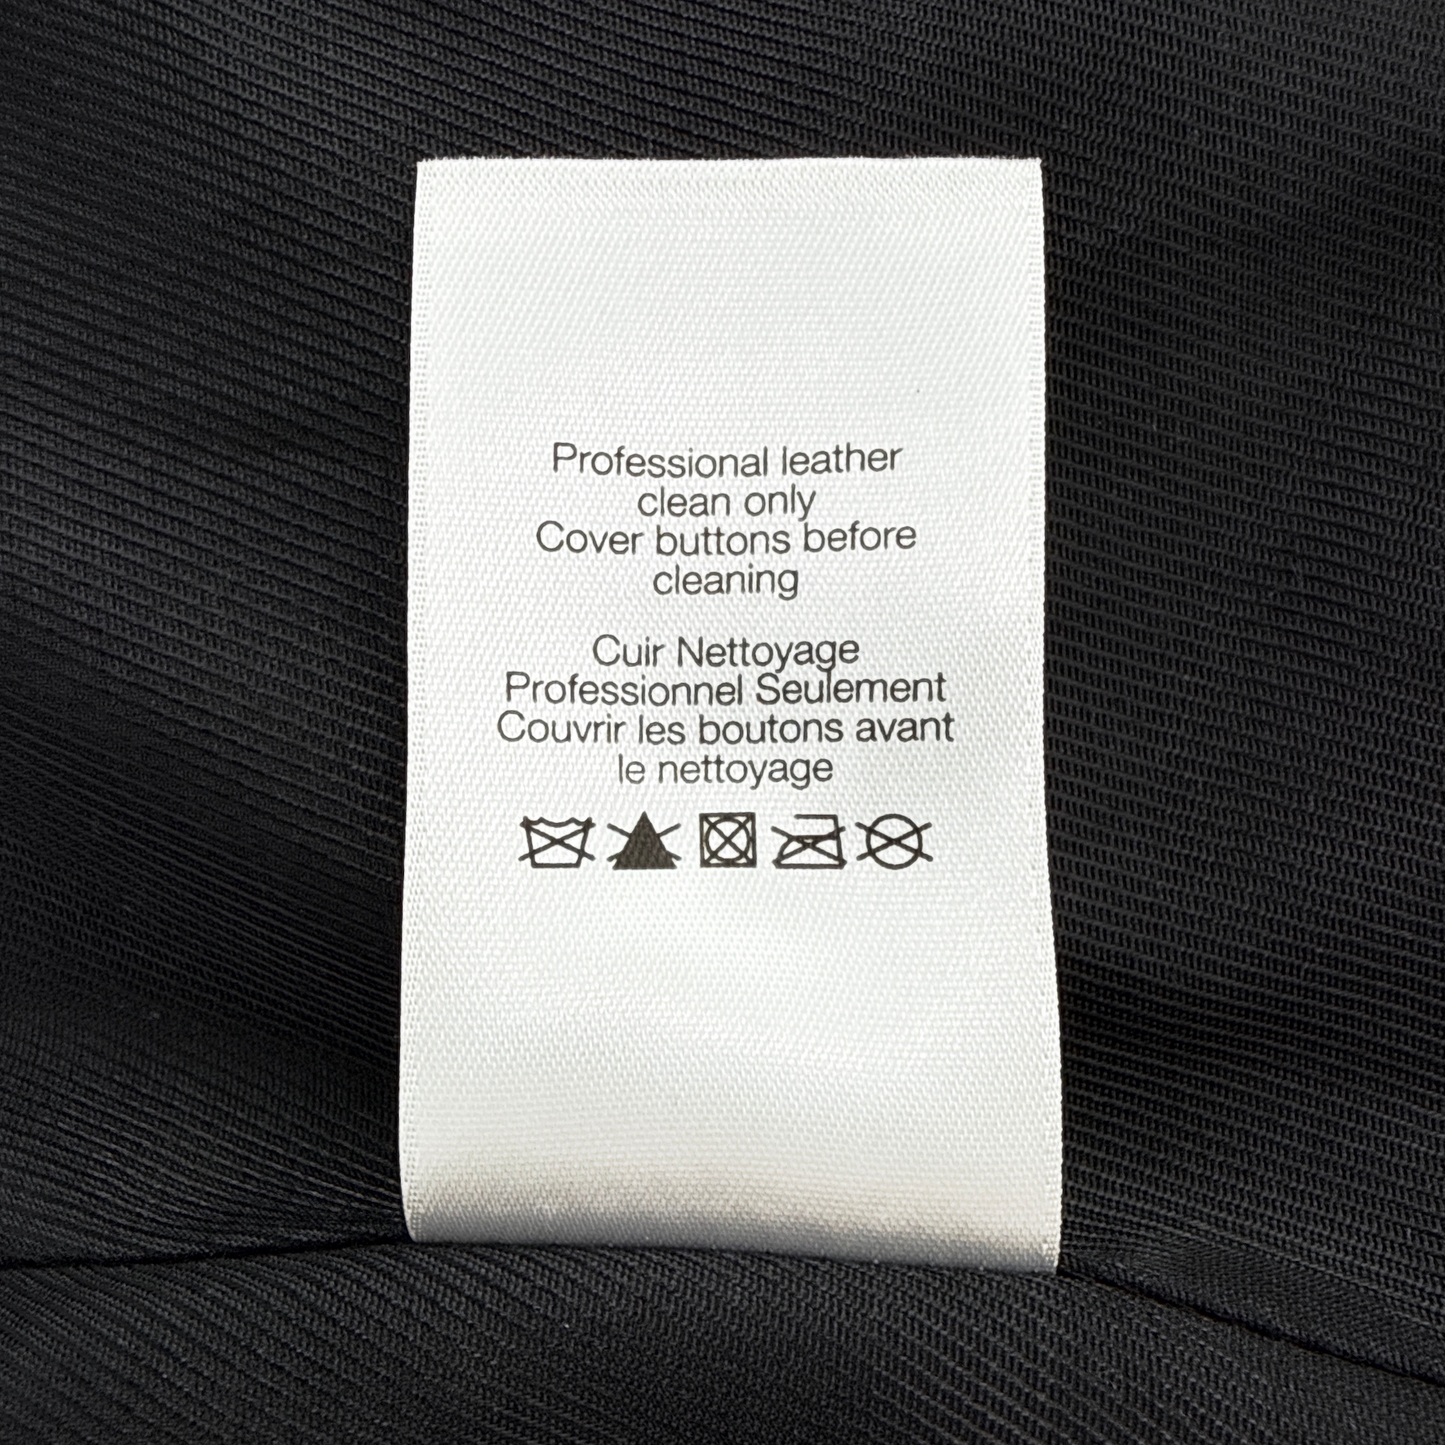 Professional leather
clean only
Cover buttons before
cleaning
Cuir Nettoyage
Professionnel Seulement
Couvrir les boutons avant
le nettoyage